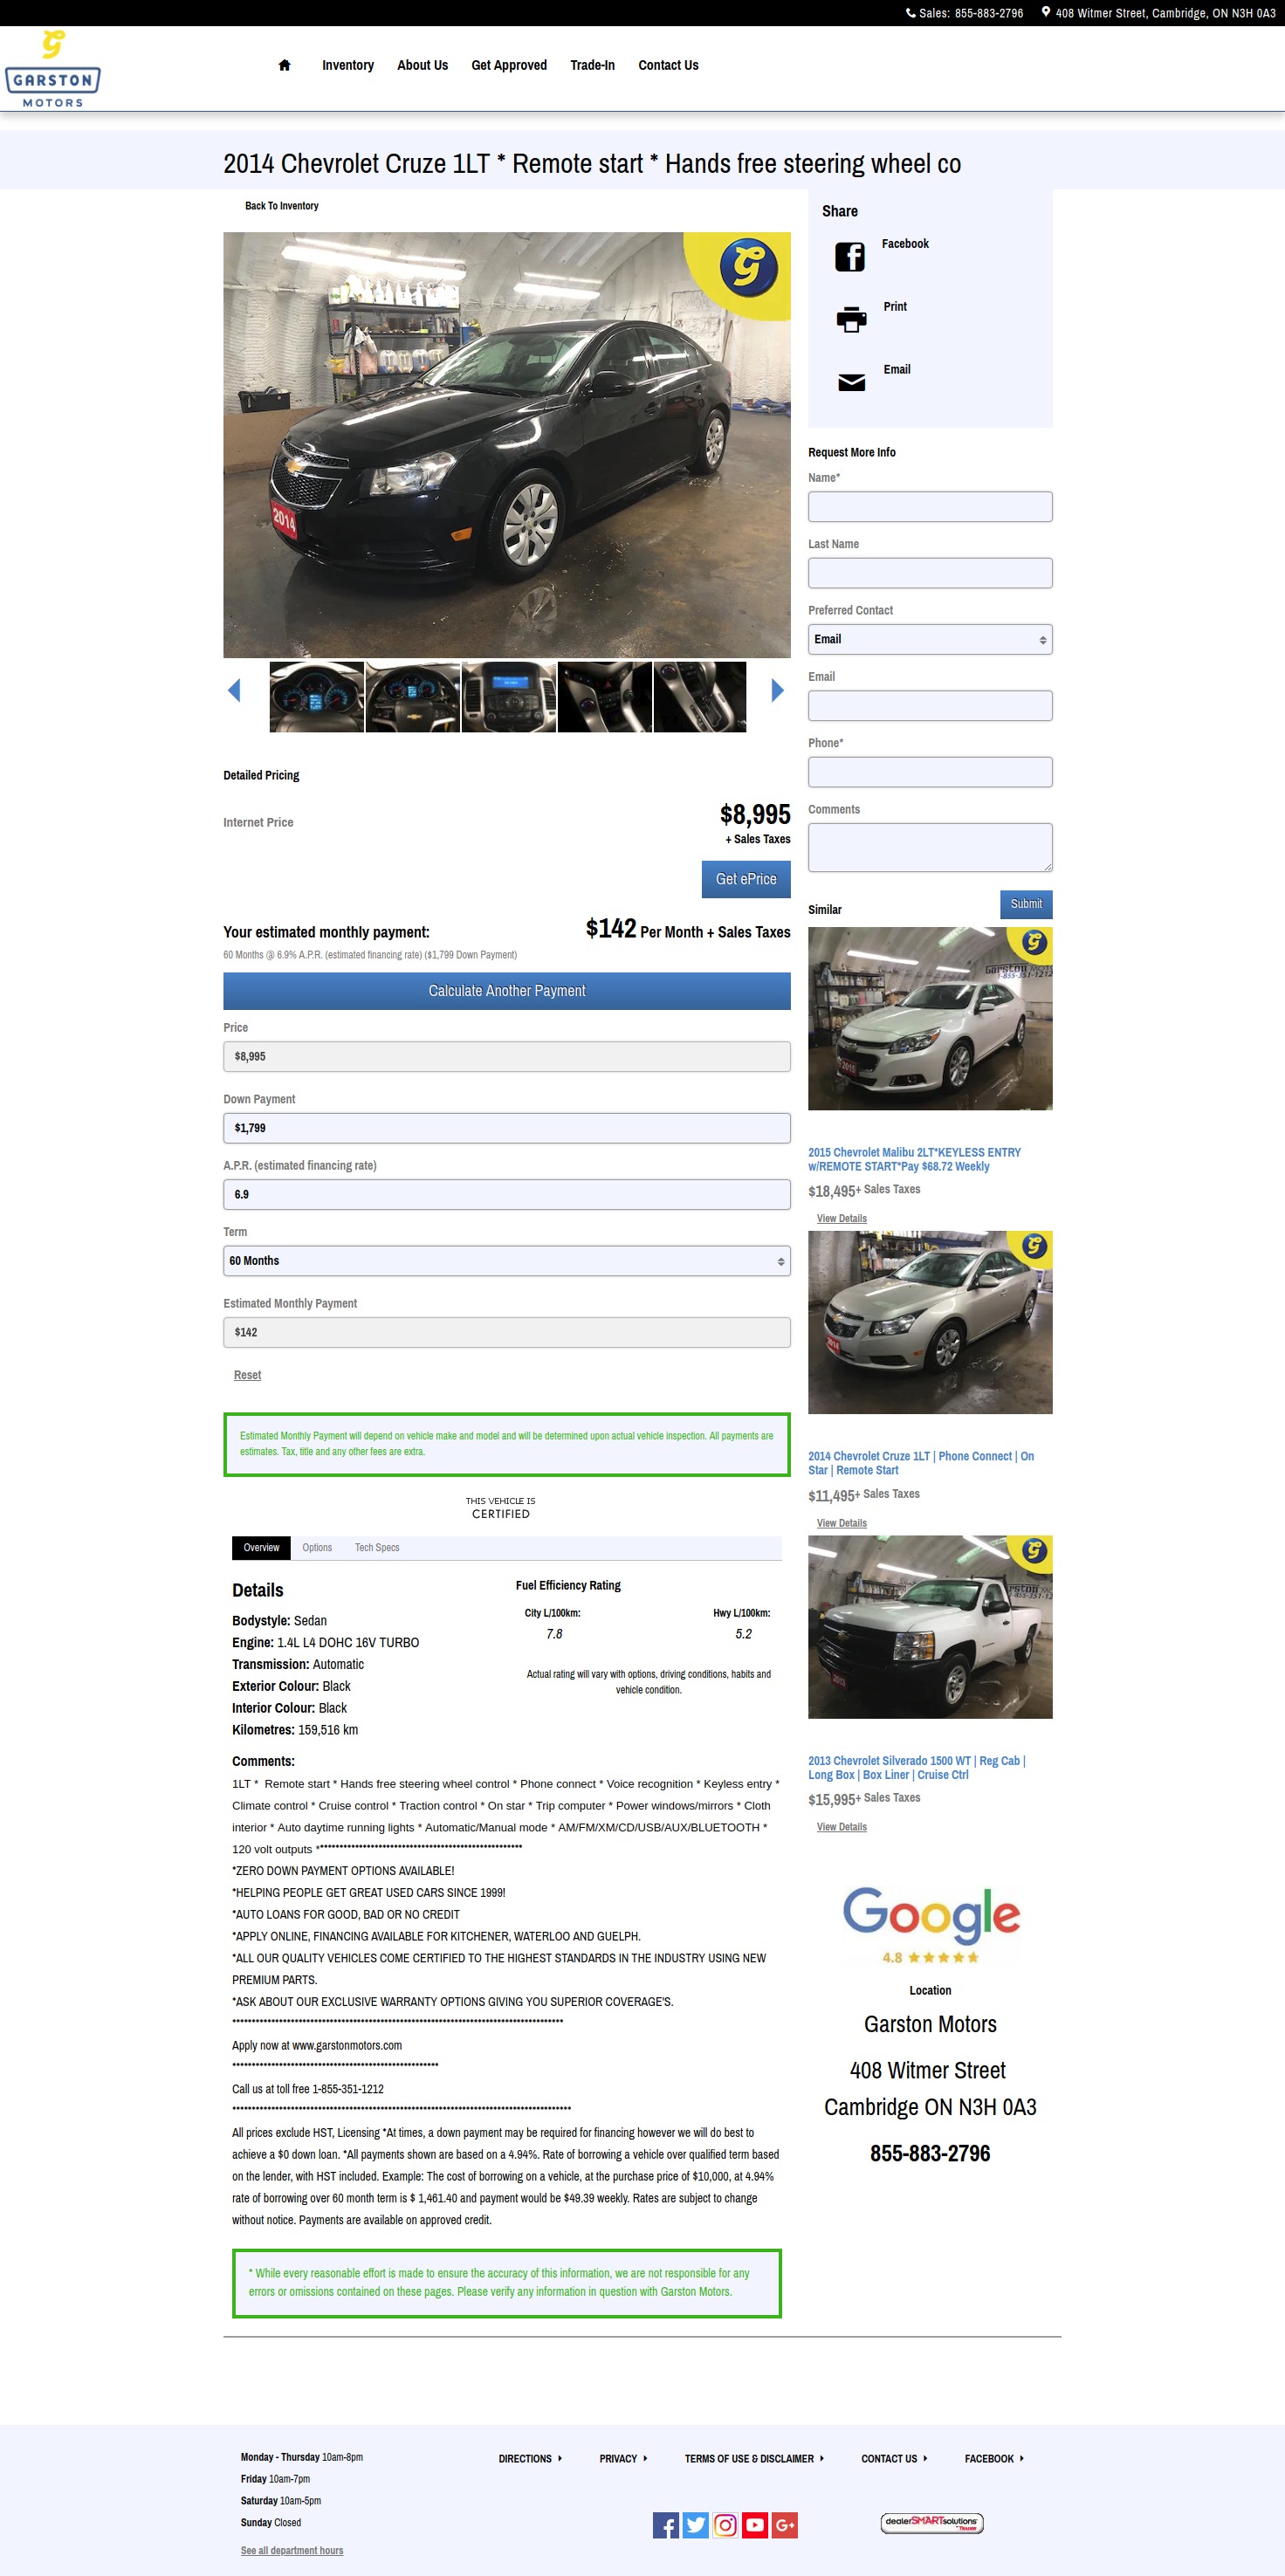 Sales: 855-883-2796 408 Witmer Street, Cambridge, ON N3H 0A3
G
GARSTON
MOTORS
Inventory About Us Get Approved Trade-In Contact Us
2014 Chevrolet Cruze 1LT * Remote start * Hands free steering wheel co
Back To Inventory
G
2014
Detailed Pricing
Internet Price
$8,995
+ Sales Taxes
Get ePrice
Your estimated monthly payment: $142 Per Month + Sales Taxes
60 Months @ 6.9% A.P.R. (estimated financing rate) ($1,799 Down Payment)
Calculate Another Payment
Price
$8,995
Down Payment
$1,799
A.P.R. (estimated financing rate)
6.9
Term
60 Months
Estimated Monthly Payment
$142
Reset
Estimated Monthly Payment will depend on vehicle make and model and will be determined upon actual vehicle inspection. All payments are
estimates. Tax, title and any other fees are extra.
THIS VEHICLE IS
CERTIFIED
Overview Options Tech Specs
Details
Bodystyle: Sedan
Engine: 1.4L L4 DOHC 16V TURBO
Transmission: Automatic
Exterior Colour: Black
Interior Colour: Black
Kilometres: 159,516 km
Fuel Efficiency Rating
City L/100km: Hwy L/100km:
7.8 5.2
Actual rating will vary with options, driving conditions, habits and
vehicle condition.
Comments:
1LT * Remote start * Hands free steering wheel control * Phone connect * Voice recognition * Keyless entry *
Climate control * Cruise control * Traction control * On star * Trip computer * Power windows/mirrors * Cloth
interior * Auto daytime running lights * Automatic/Manual mode * AM/FM/XM/CD/USB/AUX/BLUETOOTH *
120 volt outputs *****************************************************
*ZERO DOWN PAYMENT OPTIONS AVAILABLE!
*HELPING PEOPLE GET GREAT USED CARS SINCE 1999!
*AUTO LOANS FOR GOOD, BAD OR NO CREDIT
*APPLY ONLINE, FINANCING AVAILABLE FOR KITCHENER, WATERLOO AND GUELPH.
*ALL OUR QUALITY VEHICLES COME CERTIFIED TO THE HIGHEST STANDARDS IN THE INDUSTRY USING NEW
PREMIUM PARTS.
*ASK ABOUT OUR EXCLUSIVE WARRANTY OPTIONS GIVING YOU SUPERIOR COVERAGE'S.
*************************************************************************************
Apply now at www.garstonmotors.com
*****************************************************
Call us at toll free 1-855-351-1212
***************************************************************************************
All prices exclude HST, Licensing *At times, a down payment may be required for financing however we will do best to
achieve a $0 down loan. *All payments shown are based on a 4.94%. Rate of borrowing a vehicle over qualified term based
on the lender, with HST included. Example: The cost of borrowing on a vehicle, at the purchase price of $10,000, at 4.94%
rate of borrowing over 60 month term is $ 1,461.40 and payment would be $49.39 weekly. Rates are subject to change
without notice. Payments are available on approved credit.
* While every reasonable effort is made to ensure the accuracy of this information, we are not responsible for any
errors or omissions contained on these pages. Please verify any information in question with Garston Motors.
Share
Facebook
Print
Email
Request More Info
Name*
Last Name
Preferred Contact
Email
Email
Phone*
Comments
Submit
Similar
G
Garston MOTO
1-855-351-1212
2015
2015 Chevrolet Malibu 2LT*KEYLESS ENTRY
w/REMOTE START*Pay $68.72 Weekly
$18,495+ Sales Taxes
View Details
G
2014
2014 Chevrolet Cruze 1LT | Phone Connect | On
Star | Remote Start
$11,495+ Sales Taxes
View Details
G
2013
2013 Chevrolet Silverado 1500 WT | Reg Cab |
Long Box | Box Liner | Cruise Ctrl
$15,995+ Sales Taxes
View Details
Google
4.8
Location
Garston Motors
408 Witmer Street
Cambridge ON N3H 0A3
855-883-2796
Monday - Thursday 10am-8pm
Friday 10am-7pm
Saturday 10am-5pm
Sunday Closed
See all department hours
DIRECTIONS PRIVACY TERMS OF USE & DISCLAIMER CONTACT US FACEBOOK
f G+
dealerSMARTsolutions